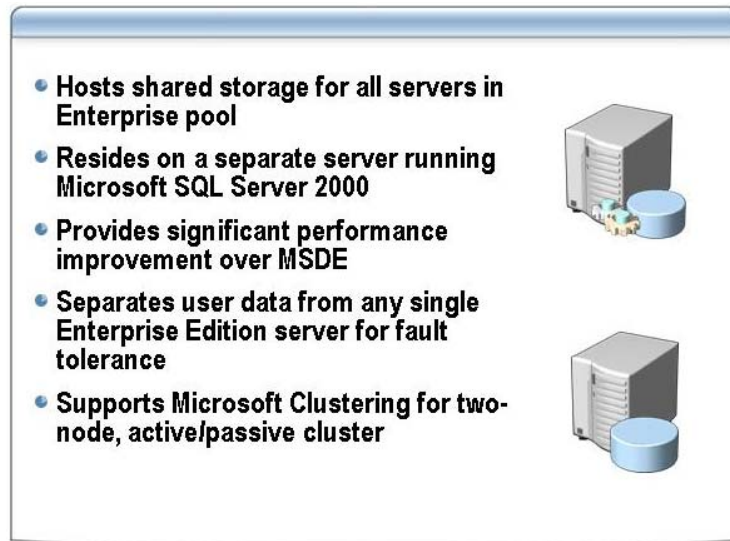 Hosts shared storage for all servers in
Enterprise pool
Resides on a separate server running
Microsoft SQL Server 2000
Provides significant performance
improvement over MSDE
Separates user data from any single
Enterprise Edition server for fault
tolerance
Supports Microsoft Clustering for two-
node, active/passive cluster